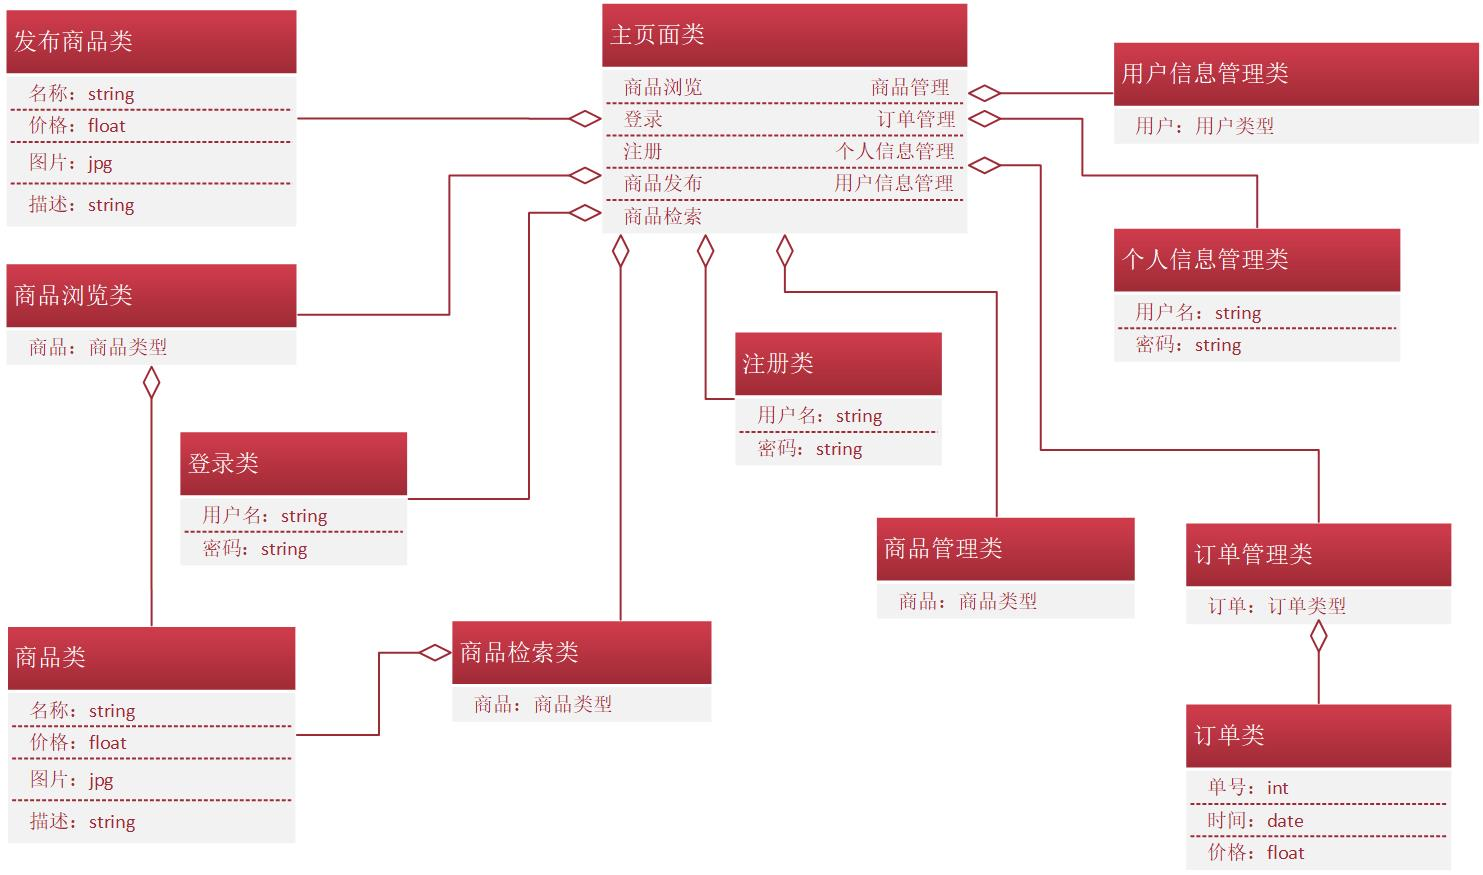 发布商品类
名称：string
价格：float
图片：jpg
描述：string
主页面类
商品浏览 商品管理
登录 订单管理
注册 个人信息管理
商品发布 用户信息管理
商品检索
用户信息管理类
用户：用户类型
个人信息管理类
用户名：string
密码：string
商品浏览类
商品：商品类型
注册类
用户名：string
密码：string
登录类
用户名：string
密码：string
商品管理类
商品：商品类型
订单管理类
订单：订单类型
商品类
名称：string
价格：float
图片：jpg
描述：string
商品检索类
商品：商品类型
订单类
单号：int
时间：date
价格：float